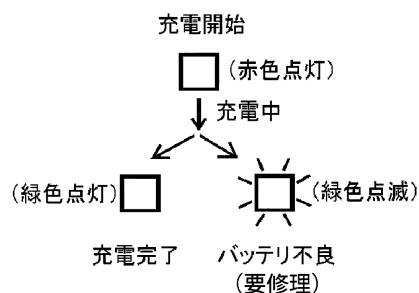 充電開始
(赤色点灯)
充電中
(緑色点灯)
(緑色点滅)
充電完了
バッテリ不良
(要修理)